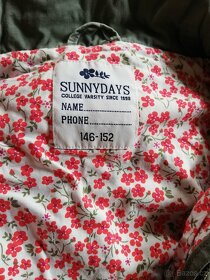 SUNNYDAYS
COLLEGE VARSITY SINCE 1998
NAME
PHONE
146-152